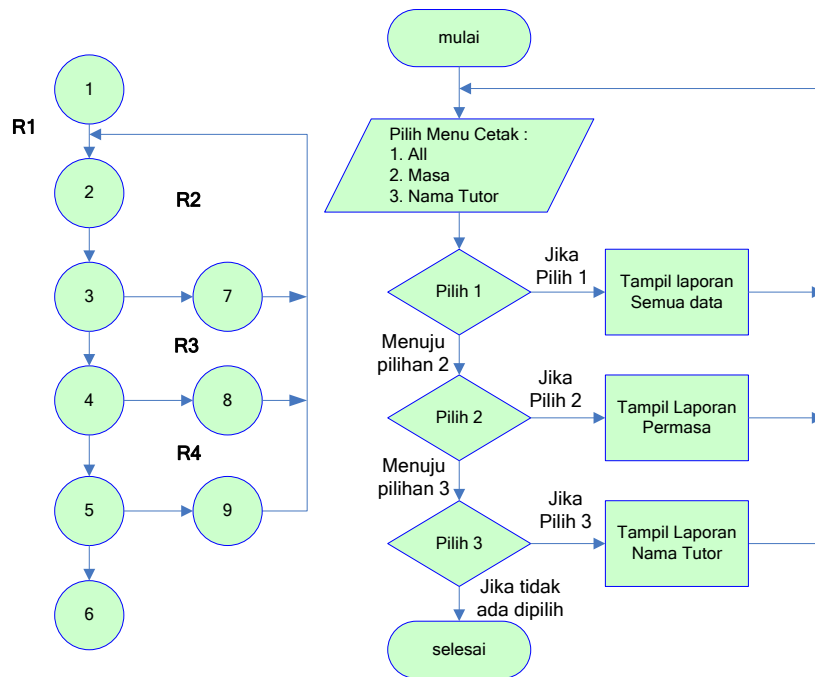 1
R1
2
R2
3
7
R3
4
8
R4
5
9
6
mulai
Pilih Menu Cetak :
1. All
2. Masa
3. Nama Tutor
Pilih 1
Jika
Pilih 1
Tampil laporan
Semua data
Menuju
pilihan 2
Pilih 2
Jika
Pilih 2
Tampil Laporan
Permasa
Menuju
pilihan 3
Pilih 3
Jika
Pilih 3
Tampil Laporan
Nama Tutor
Jika tidak
ada dipilih
selesai